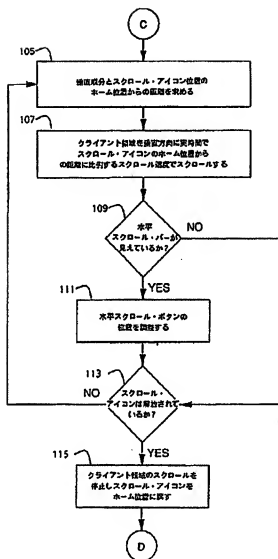 C
105
垂直成分とスクロール・アイコン位置の
ホーム位置からの距離を求める
107
クライアント領域を垂直方向に実時間で
スクロール・アイコンのホーム位置から
の距離に比例するスクロール速度でスクロールする
109
水平
スクロール・バーが
見えているか?
NO
YES
111
水平スクロール・ボタンの
位置を調整する
113
スクロール・
アイコンは解放されて
いるか?
NO
YES
115
クライアント領域のスクロールを
停止しスクロール・アイコンを
ホーム位置に戻す
D